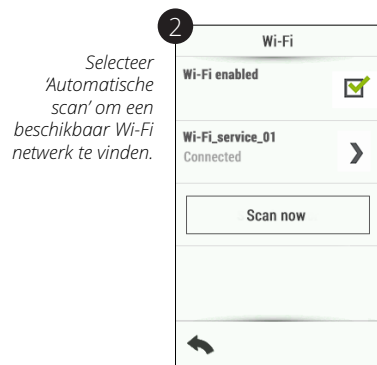 2
Selecteer
‘Automatische
scan’ om een
beschikbaar Wi-Fi
netwerk te vinden.
Wi-Fi
Wi-Fi enabled
Wi-Fi_service_01
Connected
Scan now